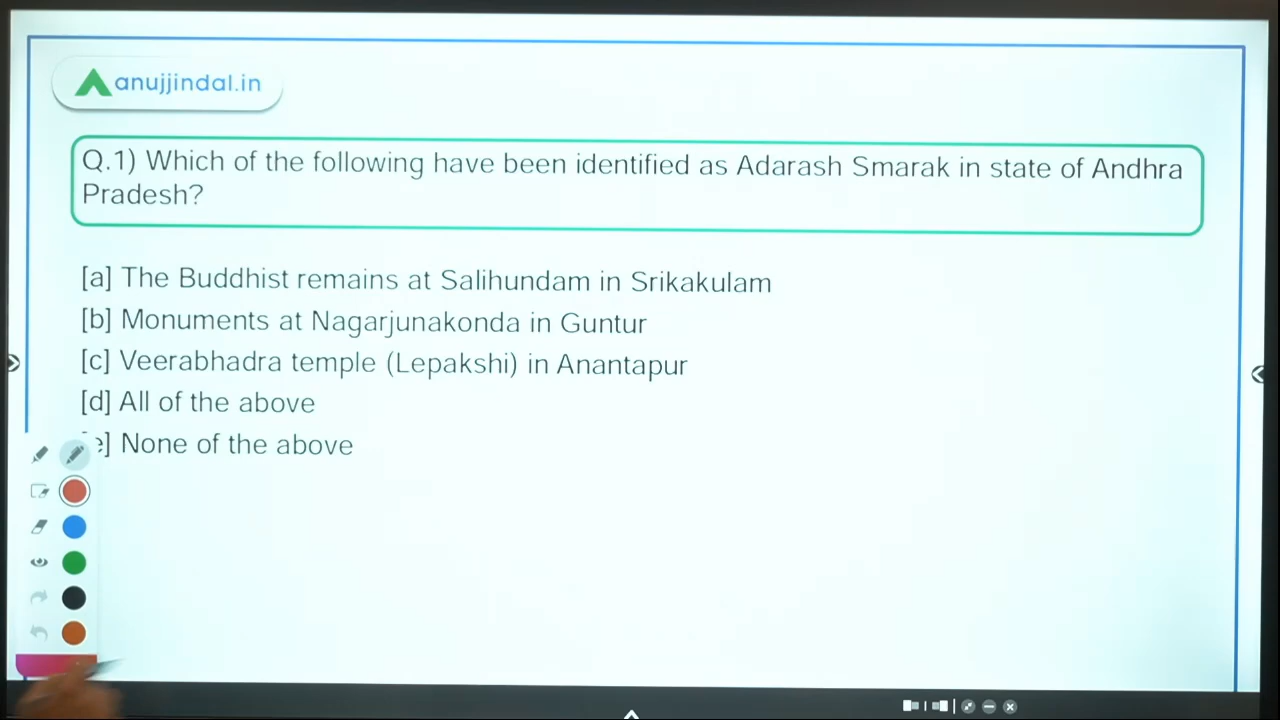 anujjindal.in
Q.1) Which of the following have been identified as Adarash Smarak in state of Andhra
Pradesh?
[a] The Buddhist remains at Salihundam in Srikakulam
[b] Monuments at Nagarjunakonda in Guntur
[c] Veerabhadra temple (Lepakshi) in Anantapur
[d] All of the above
e] None of the above